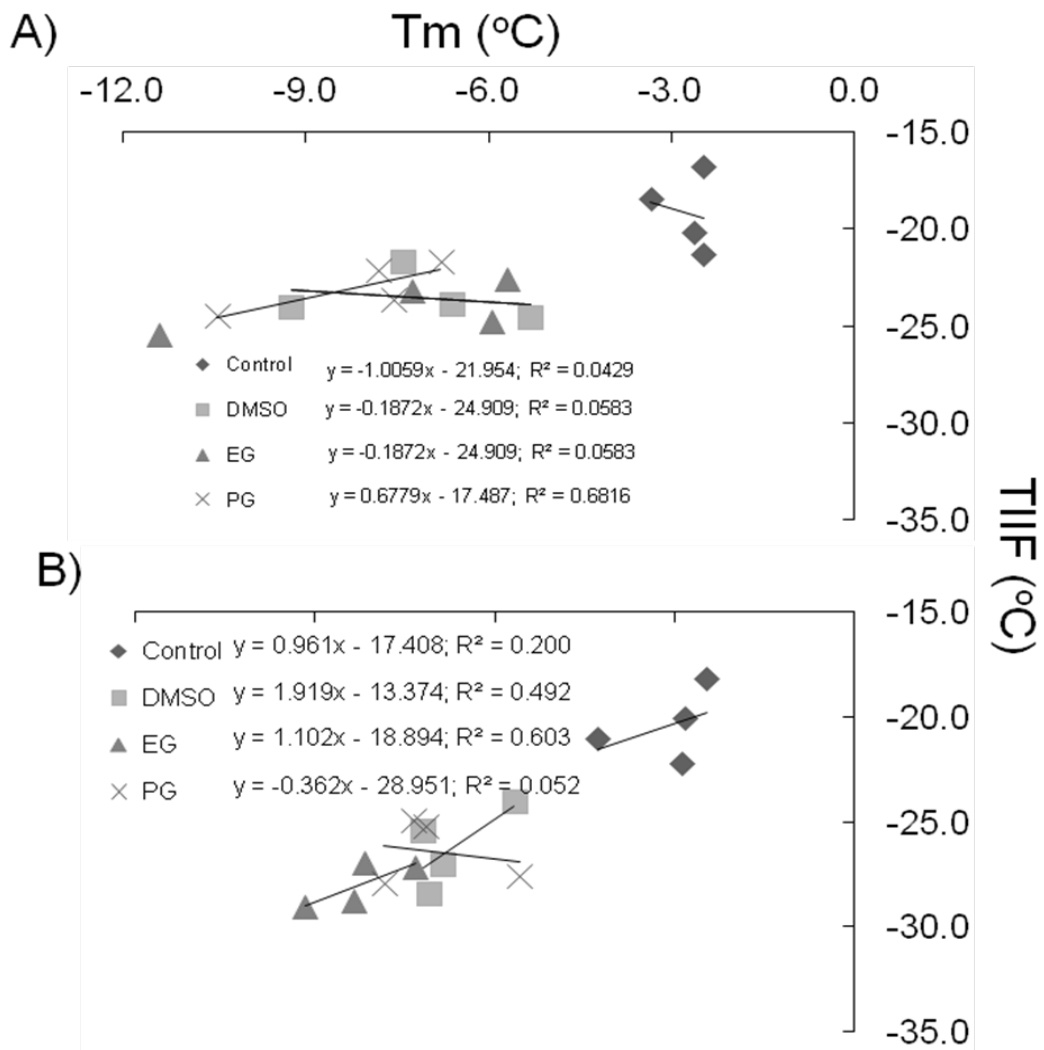 A)
Tm (°C)
-12.0 -9.0 -6.0 -3.0 0.0
-15.0
-20.0
-25.0
-30.0
-35.0
Control y = -1.0059x - 21.954; R² = 0.0429
DMSO y = -0.1872x - 24.909; R² = 0.0583
EG y = -0.1872x - 24.909; R² = 0.0583
PG y = 0.6779x - 17.487; R² = 0.6816
TIIF (°C)
B)
-15.0
-20.0
-25.0
-30.0
-35.0
Control y = 0.961x - 17.408; R² = 0.200
DMSO y = 1.919x - 13.374; R² = 0.492
EG y = 1.102x - 18.894; R² = 0.603
PG y = -0.362x - 28.951; R² = 0.052